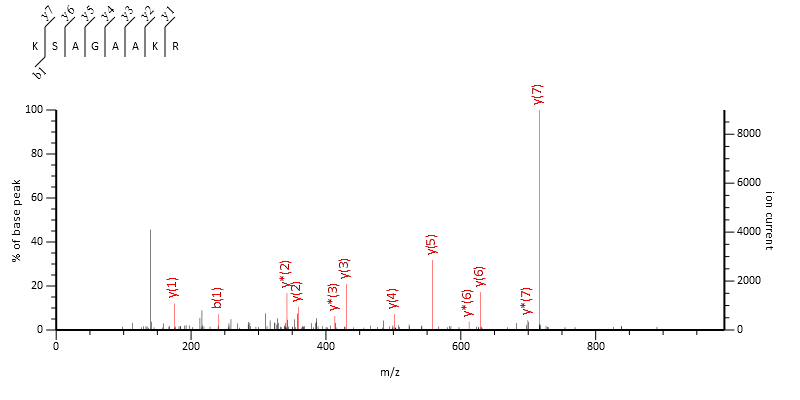 y7 y6 y5 y4 y3 y2 y1
K S A G A A K R
b1
y(7)
y(5)
y*(2)
y(3)
y(6)
y(1)
b(1)
y(2)
y*(3)
y(4)
y*(6)
y*(7)
100
80
60
40
20
0
8000
6000
4000
2000
0
% of base peak
ion current
0 200 400 600 800
m/z